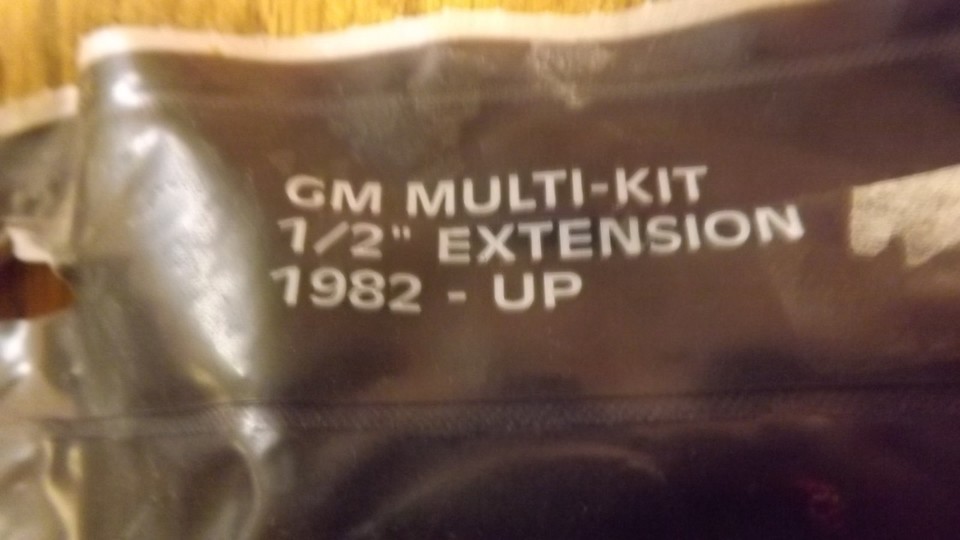 GM MULTI-KIT
1/2" EXTENSION
1982 - UP